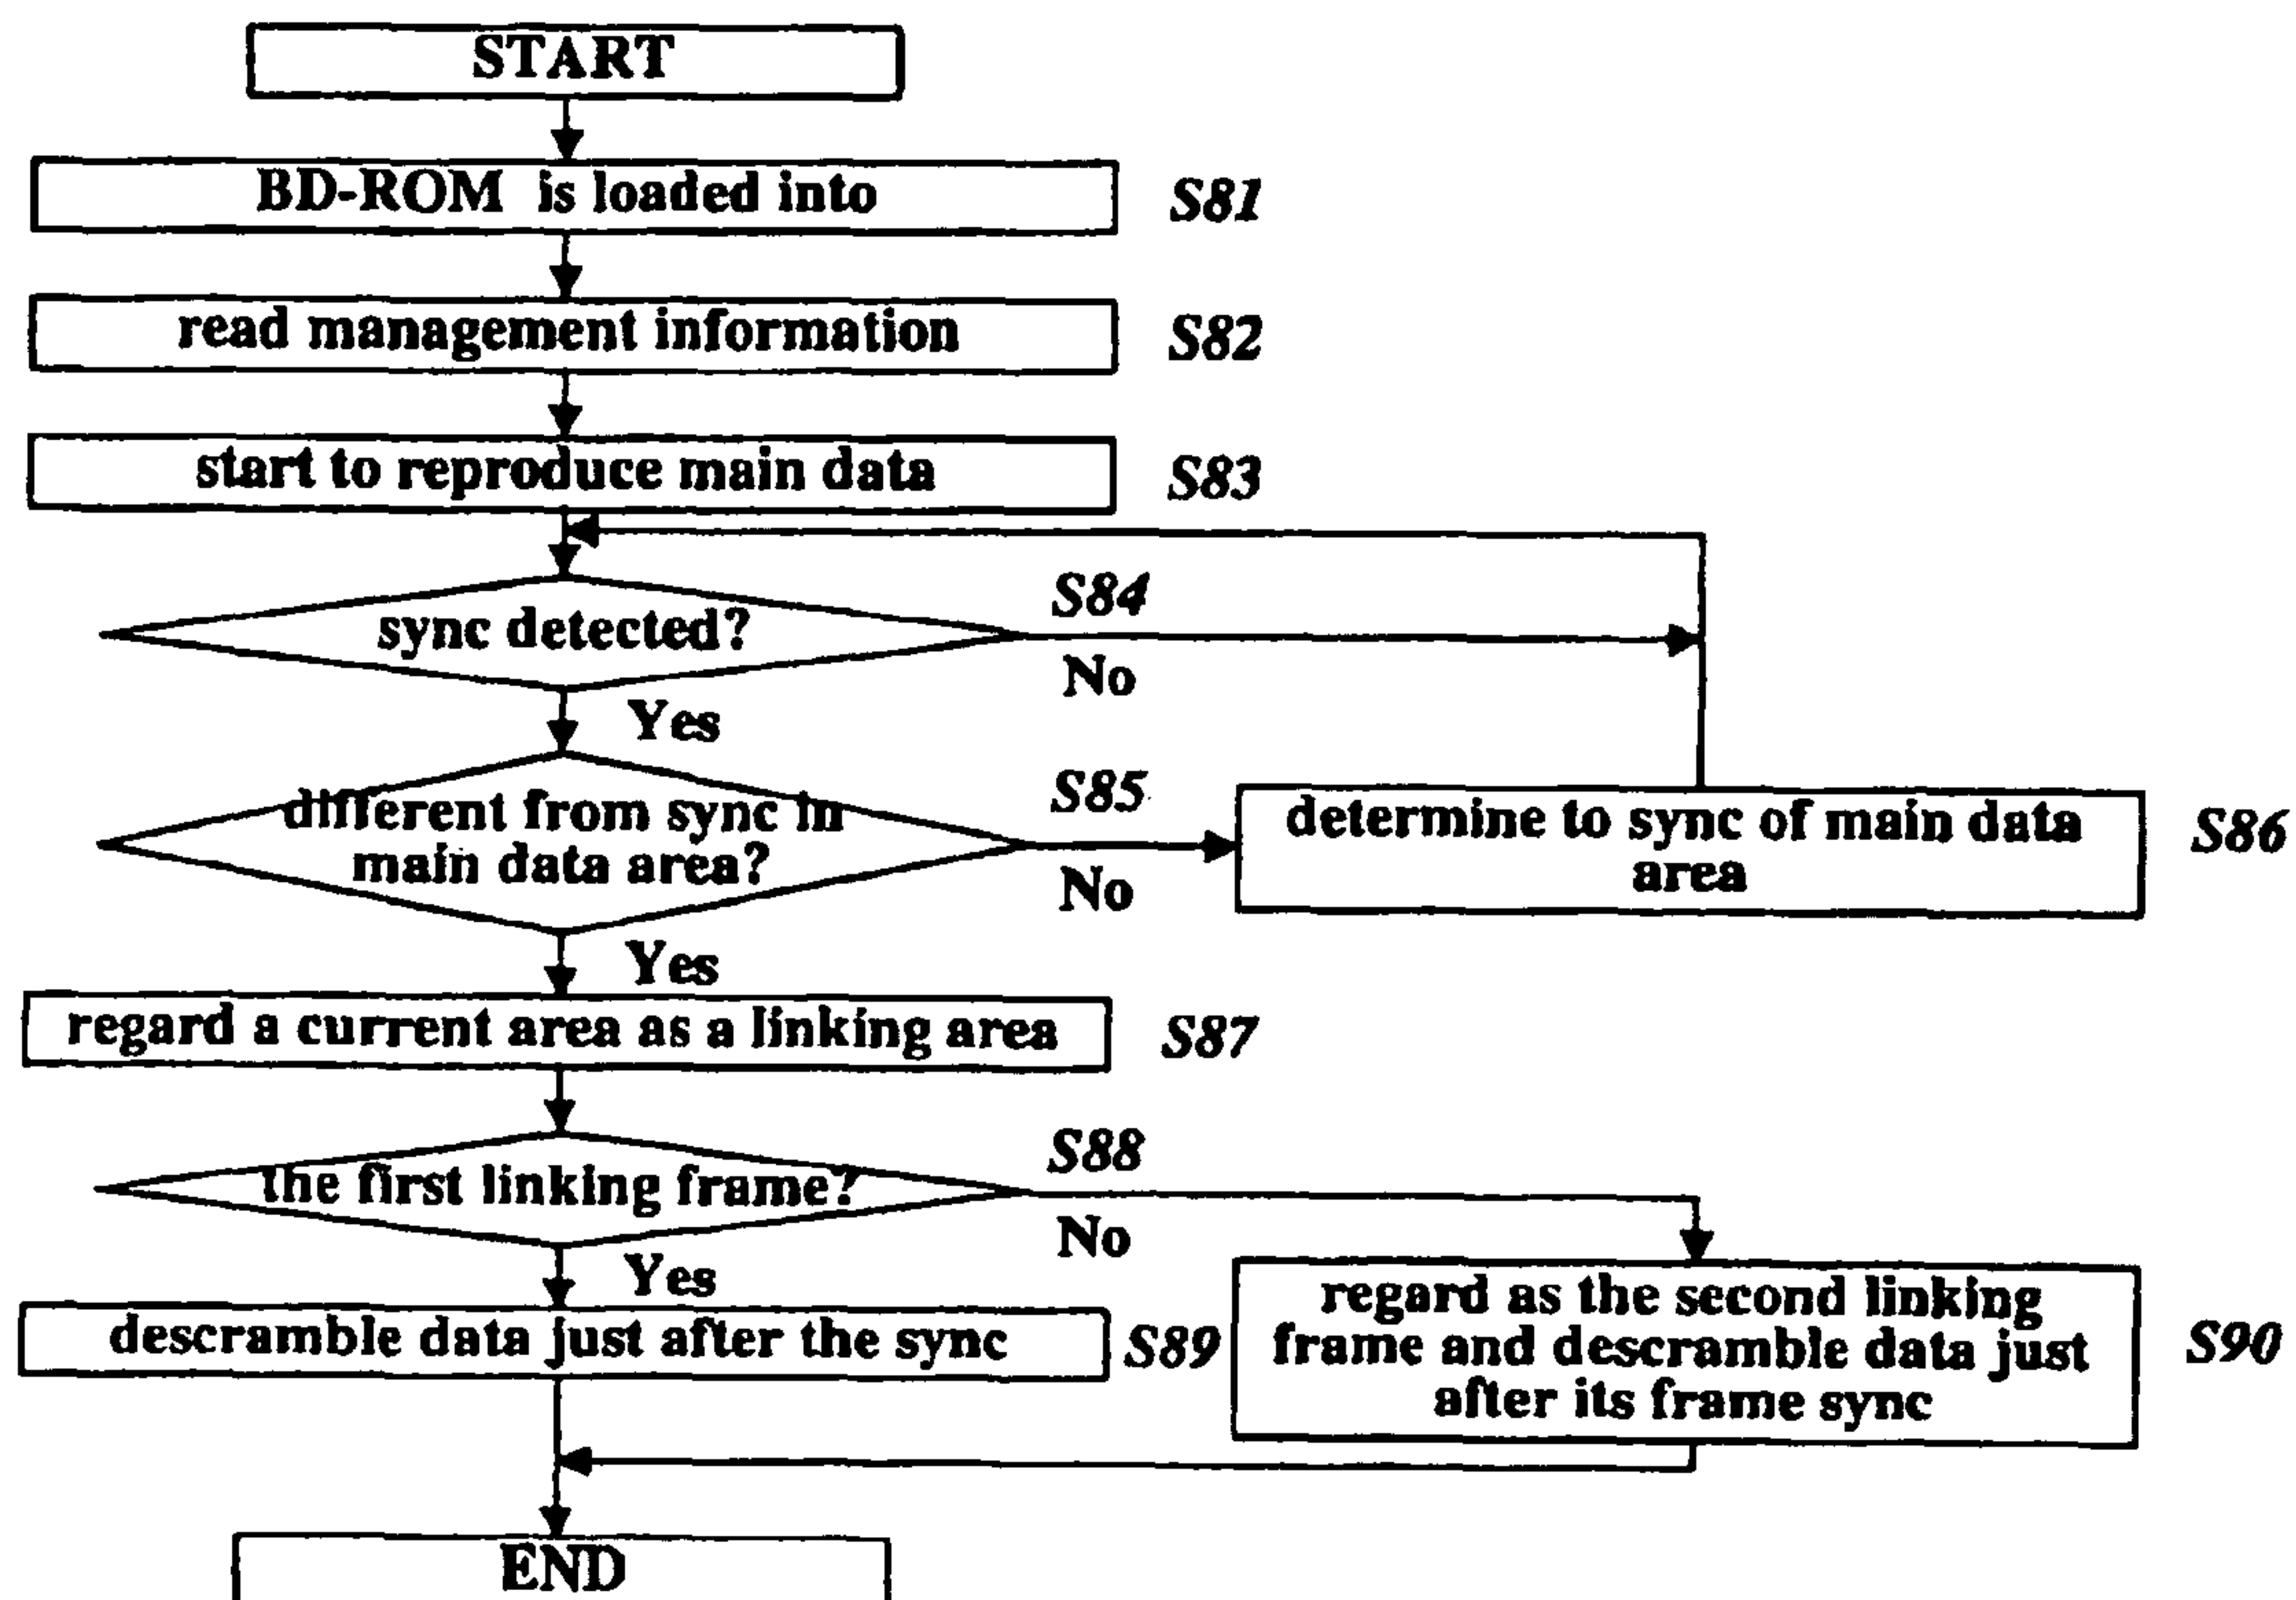 START
BD-ROM is loaded into
S81
read management information
S82
start to reproduce main data
S83
sync detected?
S84
No
Yes
different from sync in
main data area?
S85
No
determine to sync of main data
area
S86
Yes
regard a current area as a linking area
S87
the first linking frame?
S88
No
Yes
descramble data just after the sync
S89
regard as the second linking
frame and descramble data just
after its frame sync
S90
END